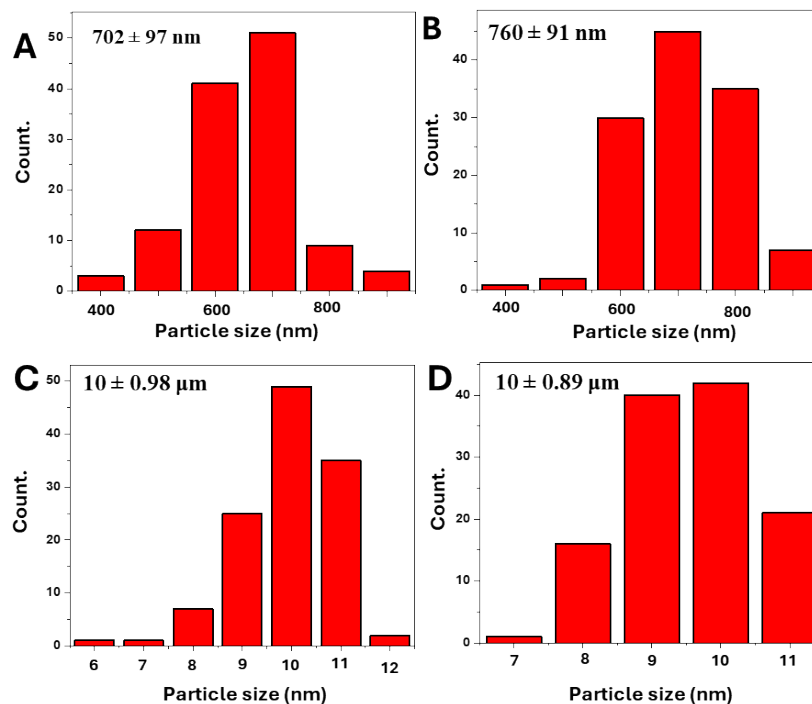 A
702 ± 97 nm
50
40
30
20
10
0
Count.
400
600
800
Particle size (nm)
B
760 ± 91 nm
40
30
20
10
0
Count.
400
600
800
Particle size (nm)
C
10 ± 0.98 µm
50
40
30
20
10
0
Count.
6 7 8 9 10 11 12
Particle size (nm)
D
10 ± 0.89 µm
40
20
0
Count.
7 8 9 10 11
Particle size (nm)